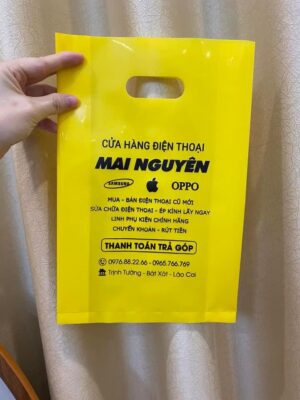 CỬA HÀNG ĐIỆN THOẠI
MAI NGUYÊN
SAMSUNG OPPO
MUA - BÁN ĐIỆN THOẠI CŨ MỚI
SỬA CHỮA ĐIỆN THOẠI - ÉP KÍNH LẤY NGAY
LINH PHỤ KIỆN CHÍNH HÃNG
CHUYỂN KHOẢN - RÚT TIỀN
THANH TOÁN TRẢ GÓP
0976.88.22.66 - 0965.766.769
Trịnh Tường - Bát Xát - Lào Cai